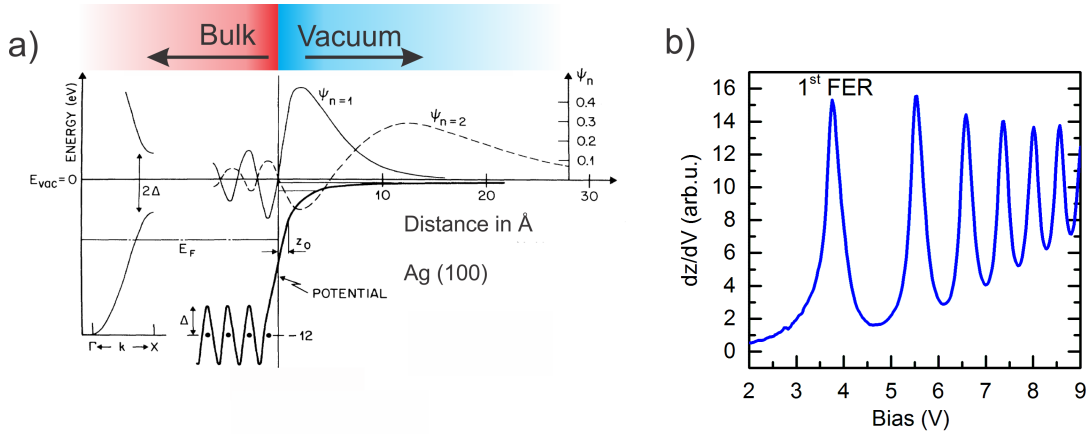 a)
Bulk
Vacuum
ENERGY (eV)
Evac=0
2Δ
EF
Γ
k
X
Δ
-12
z0
POTENTIAL
Ψn=1
Ψn=2
Ψn
0.4
0.3
0.2
0.1
10
20
30
Distance in Å
Ag (100)
b)
1st FER
dz/dV (arb.u.)
16
14
12
10
8
6
4
2
0
2 3 4 5 6 7 8 9
Bias (V)